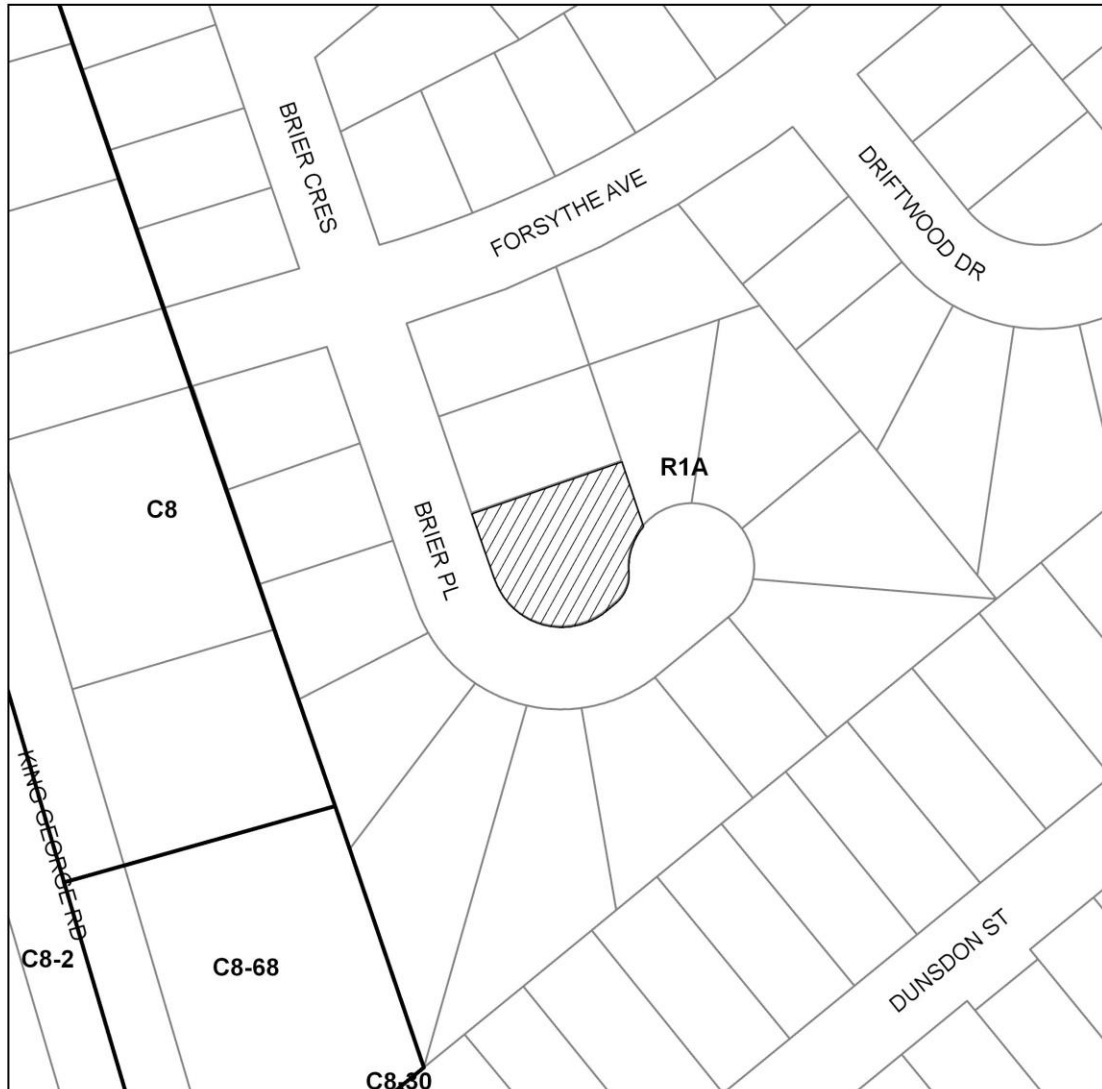 BRIER CRES
FORSYTHE AVE
DRIFTWOOD DR
R1A
C8
BRIER PL
KING GEORGE RD
C8-2
C8-68
DUNSDON ST
C8-30